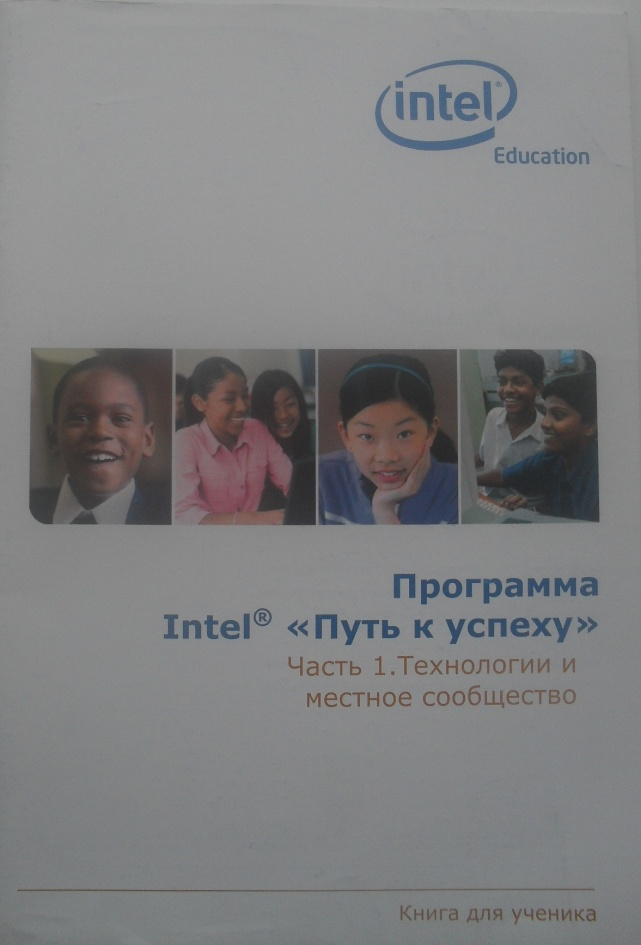 intel®
Education
Программа
Intel® «Путь к успеху»
Часть 1.Технологии и
местное сообщество
Книга для ученика